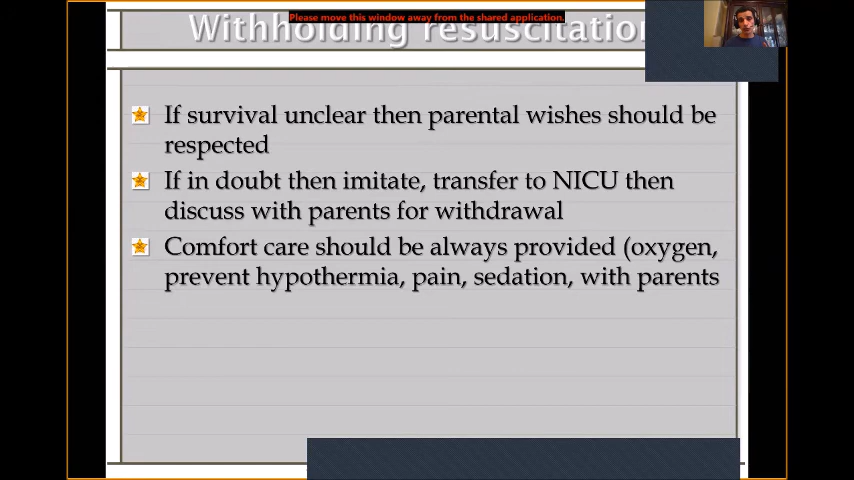 Please move this window away from the shared application.
Withholding resuscitation
If survival unclear then parental wishes should be
respected
If in doubt then imitate, transfer to NICU then
discuss with parents for withdrawal
Comfort care should be always provided (oxygen,
prevent hypothermia, pain, sedation, with parents